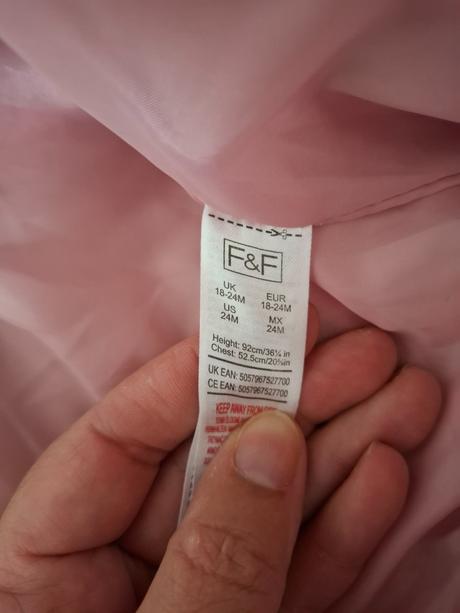 F&F
UK
18-24M
EUR
18-24M
US
24M
MX
24M
Height: 92cm/36¼ in
Chest: 52.5cm/20¾in
UK EAN: 5057967527700
CE EAN: 5057967527700
KEEP AWAY FROM